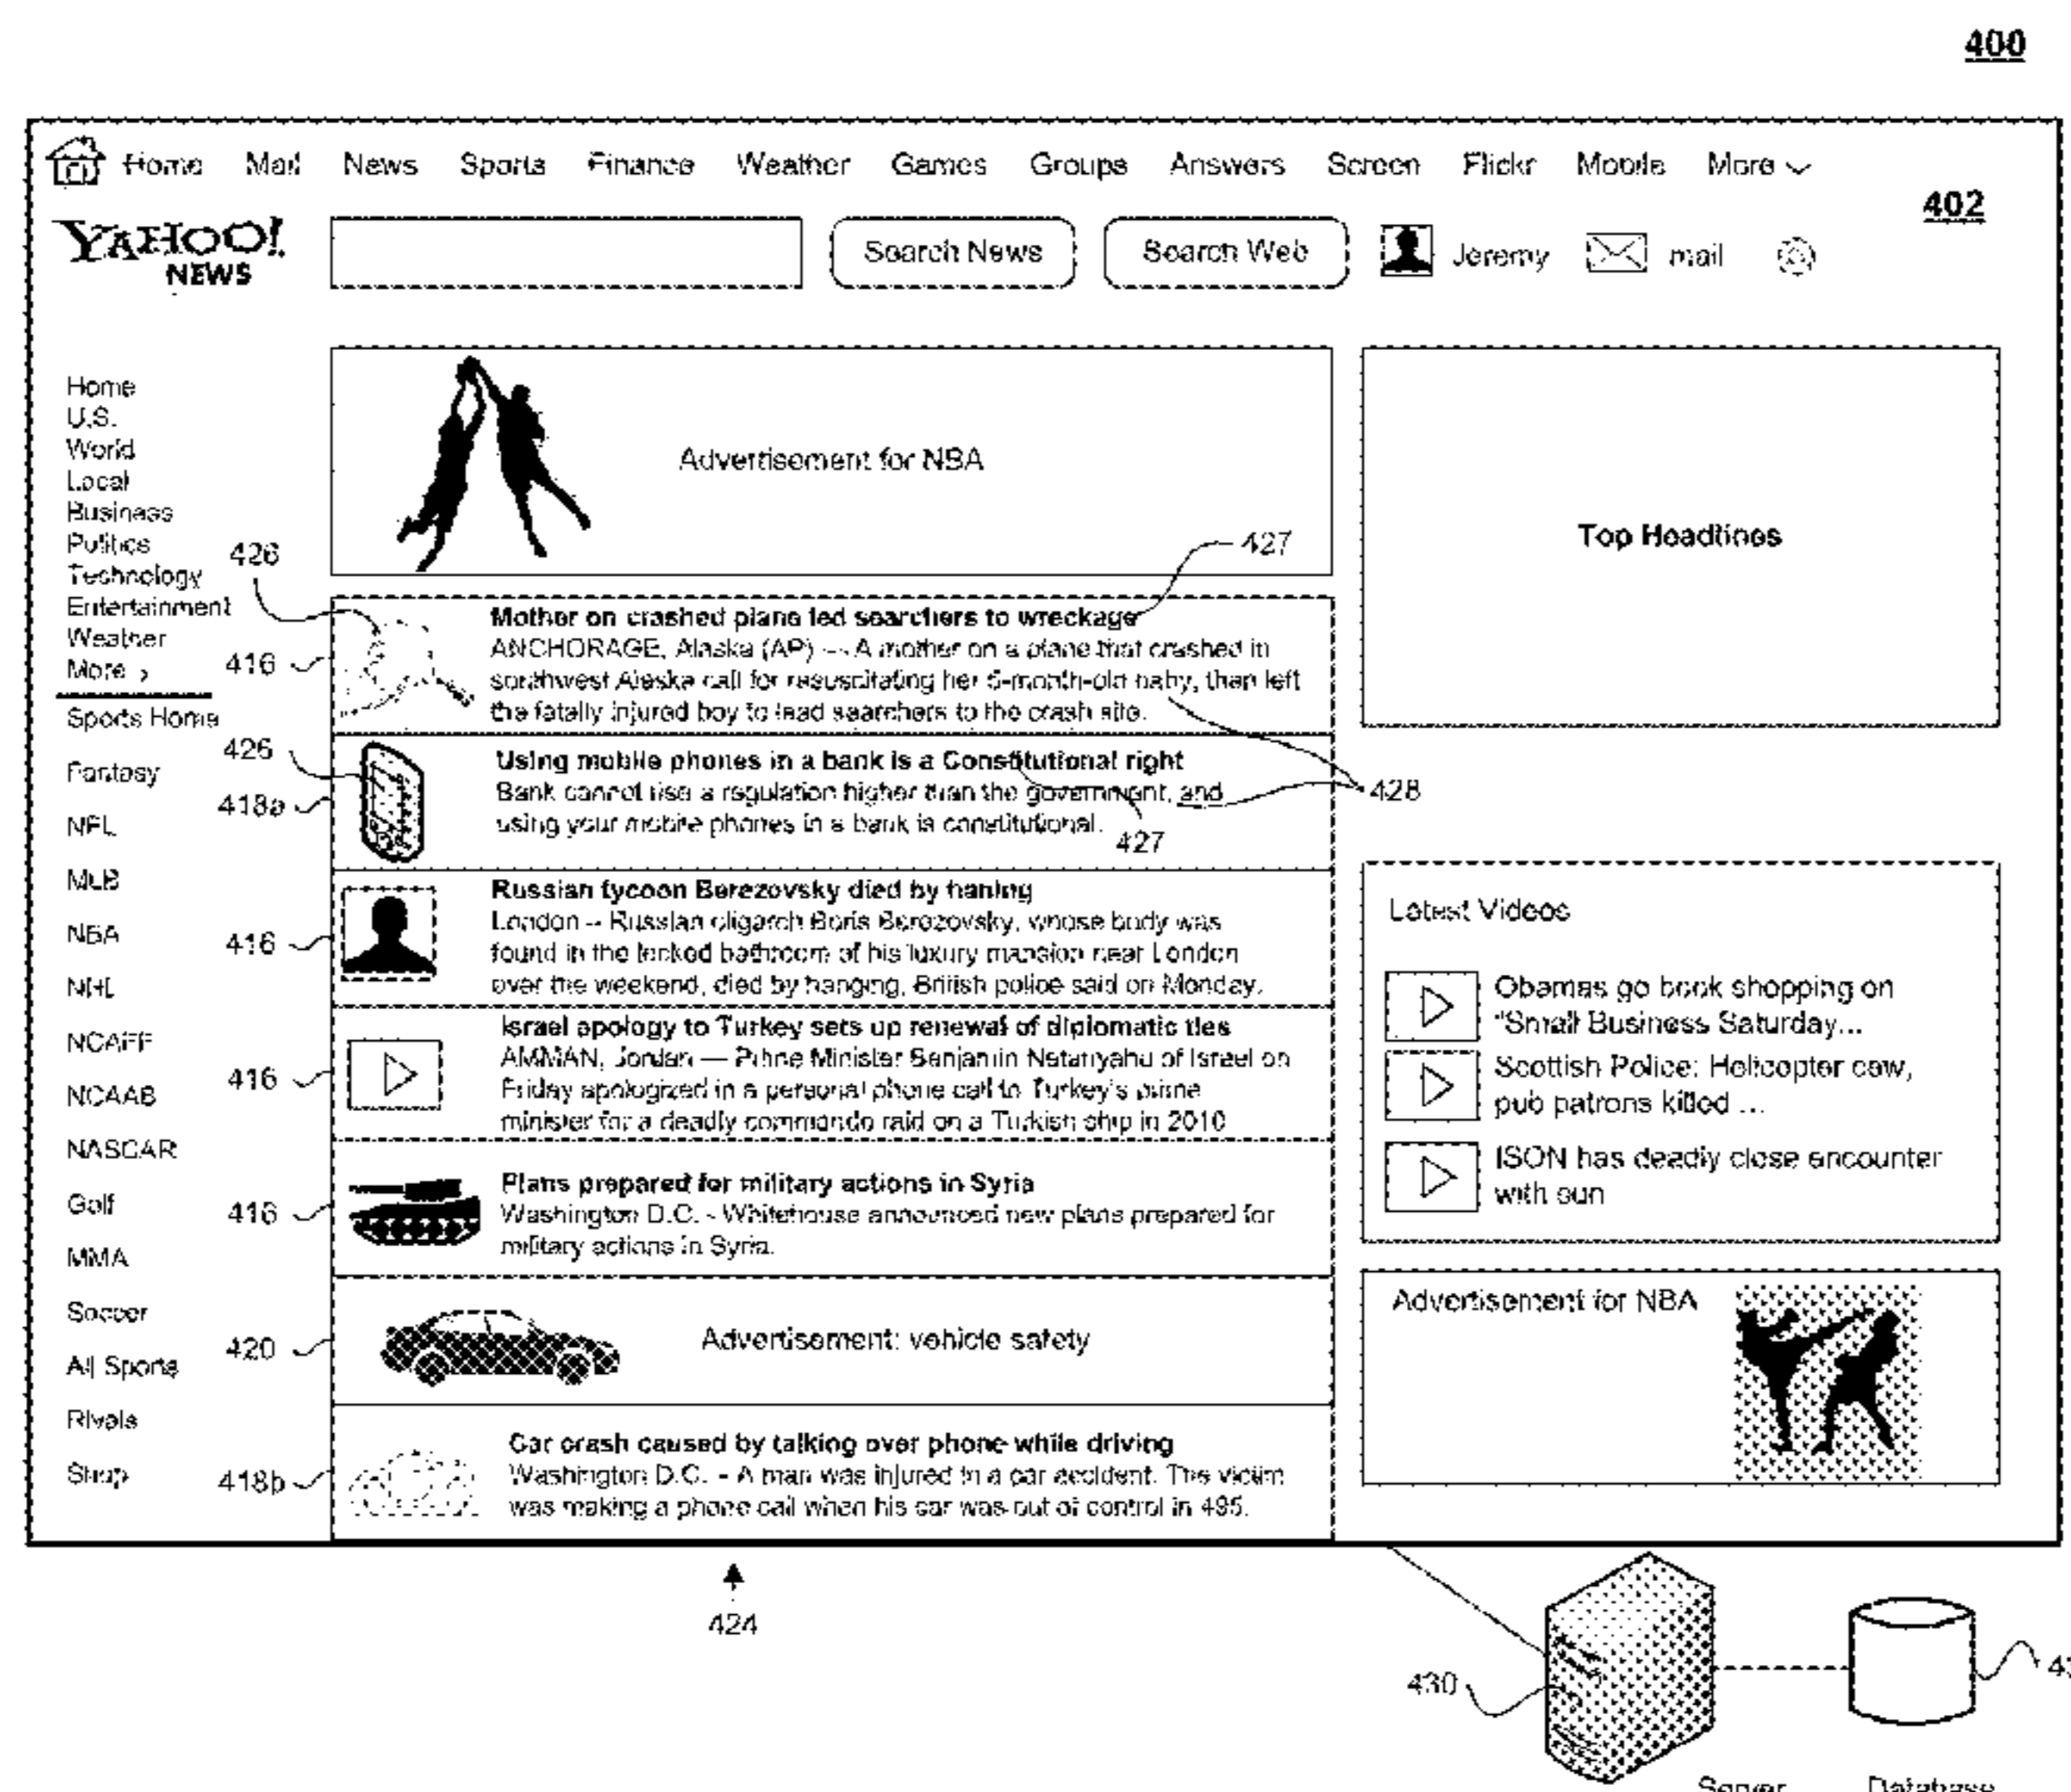 400
Home Mail News Sports Finance Weather Games Groups Answers Screen Flickr Mobile More
402
YAHOO!
NEWS
Search News Search Web Jeremy mail
Home
U.S.
World
Local
Business
Politics
Technology
Entertainment
Weather
More >
Sports Home
Fantasy
NFL
MLB
NBA
NHL
NCAFF
NCAAB
NASCAR
Golf
MMA
Soccer
All Sports
Rivals
Shop
426
416
426
418a
416
416
416
420
418b
Advertisement for NBA
427
Mother on crashed plane led searchers to wreckage
ANCHORAGE, Alaska (AP) -- A mother on a plane that crashed in
southwest Alaska call for resuscitating her 5-month-old baby, than left
the fatally injured boy to lead searchers to the crash site.
Using mobile phones in a bank is a Constitutional right
Bank cannot rise a regulation higher than the government, and
using your mobile phones in a bank is constitutional.
427
428
Russian tycoon Berezovsky died by haning
London -- Russian oligarch Boris Berezovsky, whose body was
found in the locked bathroom of his luxury mansion near London
over the weekend, died by hanging, British police said on Monday.
Israel apology to Turkey sets up renewal of diplomatic ties
AMMAN, Jordan — Prime Minister Benjamin Netanyahu of Israel on
Friday apologized in a personal phone call to Turkey's prime
minister for a deadly commando raid on a Turkish ship in 2010
Plans prepared for military actions in Syria
Washington D.C. - Whitehouse announced new plans prepared for
military actions in Syria.
Advertisement: vehicle safety
Car crash caused by talking over phone while driving
Washington D.C. - A man was injured in a car accident. The victim
was making a phone call when his car was out of control in 495.
Top Headlines
Latest Videos
Obamas go book shopping on
"Small Business Saturday...
Scottish Police: Helicopter cew,
pub patrons killed ...
ISON has deadly close encounter
with sun
Advertisement for NBA
424
430
Server Database